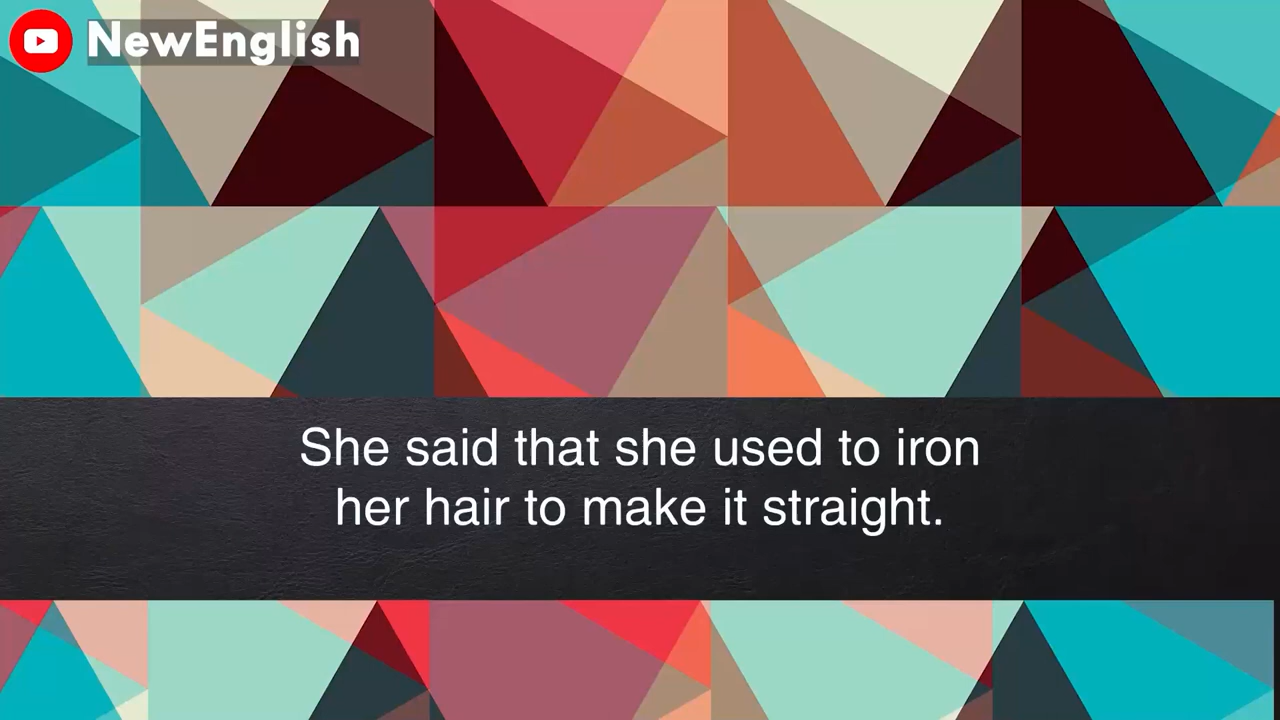 NewEnglish
She said that she used to iron
her hair to make it straight.